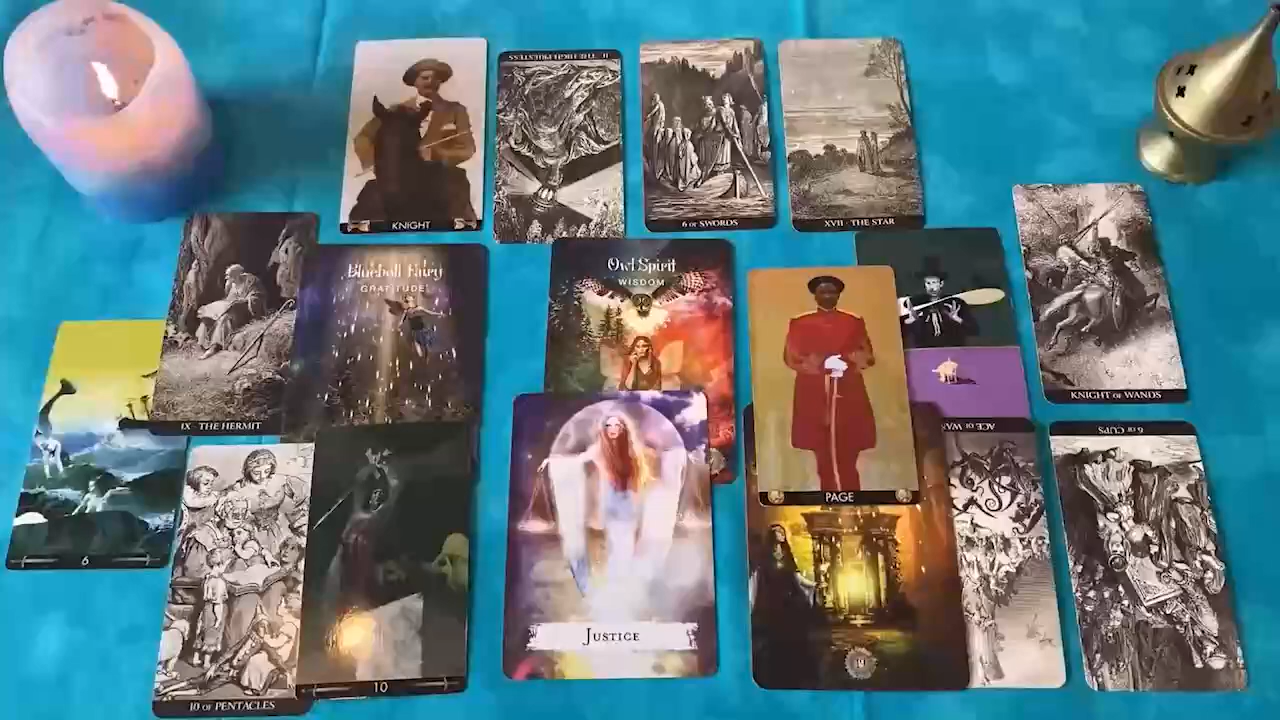 KNIGHT
II · THE HIGH PRIESTESS
6 OF SWORDS
XVII · THE STAR
IX · THE HERMIT
Bluebell Fairy
GRATITUDE
Owl Spirit
WISDOM
KNIGHT OF WANDS
6
PAGE
ACE OF WAN
6 OF CUPS
10 OF PENTACLES
10
JUSTICE